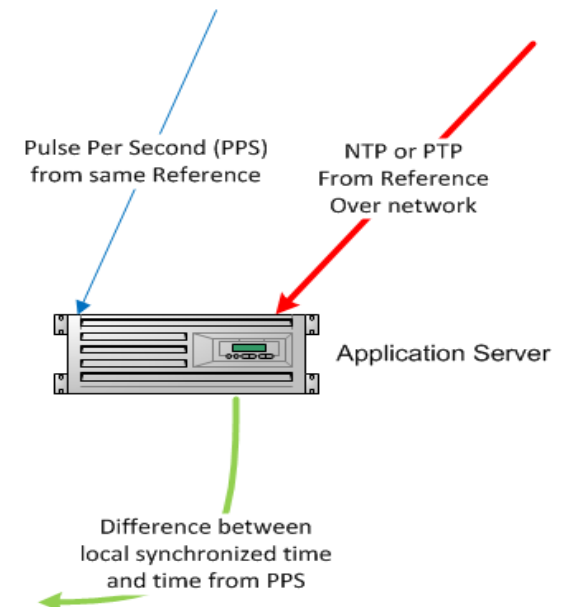 Pulse Per Second (PPS)
from same Reference
NTP or PTP
From Reference
Over network
Application Server
Difference between
local synchronized time
and time from PPS